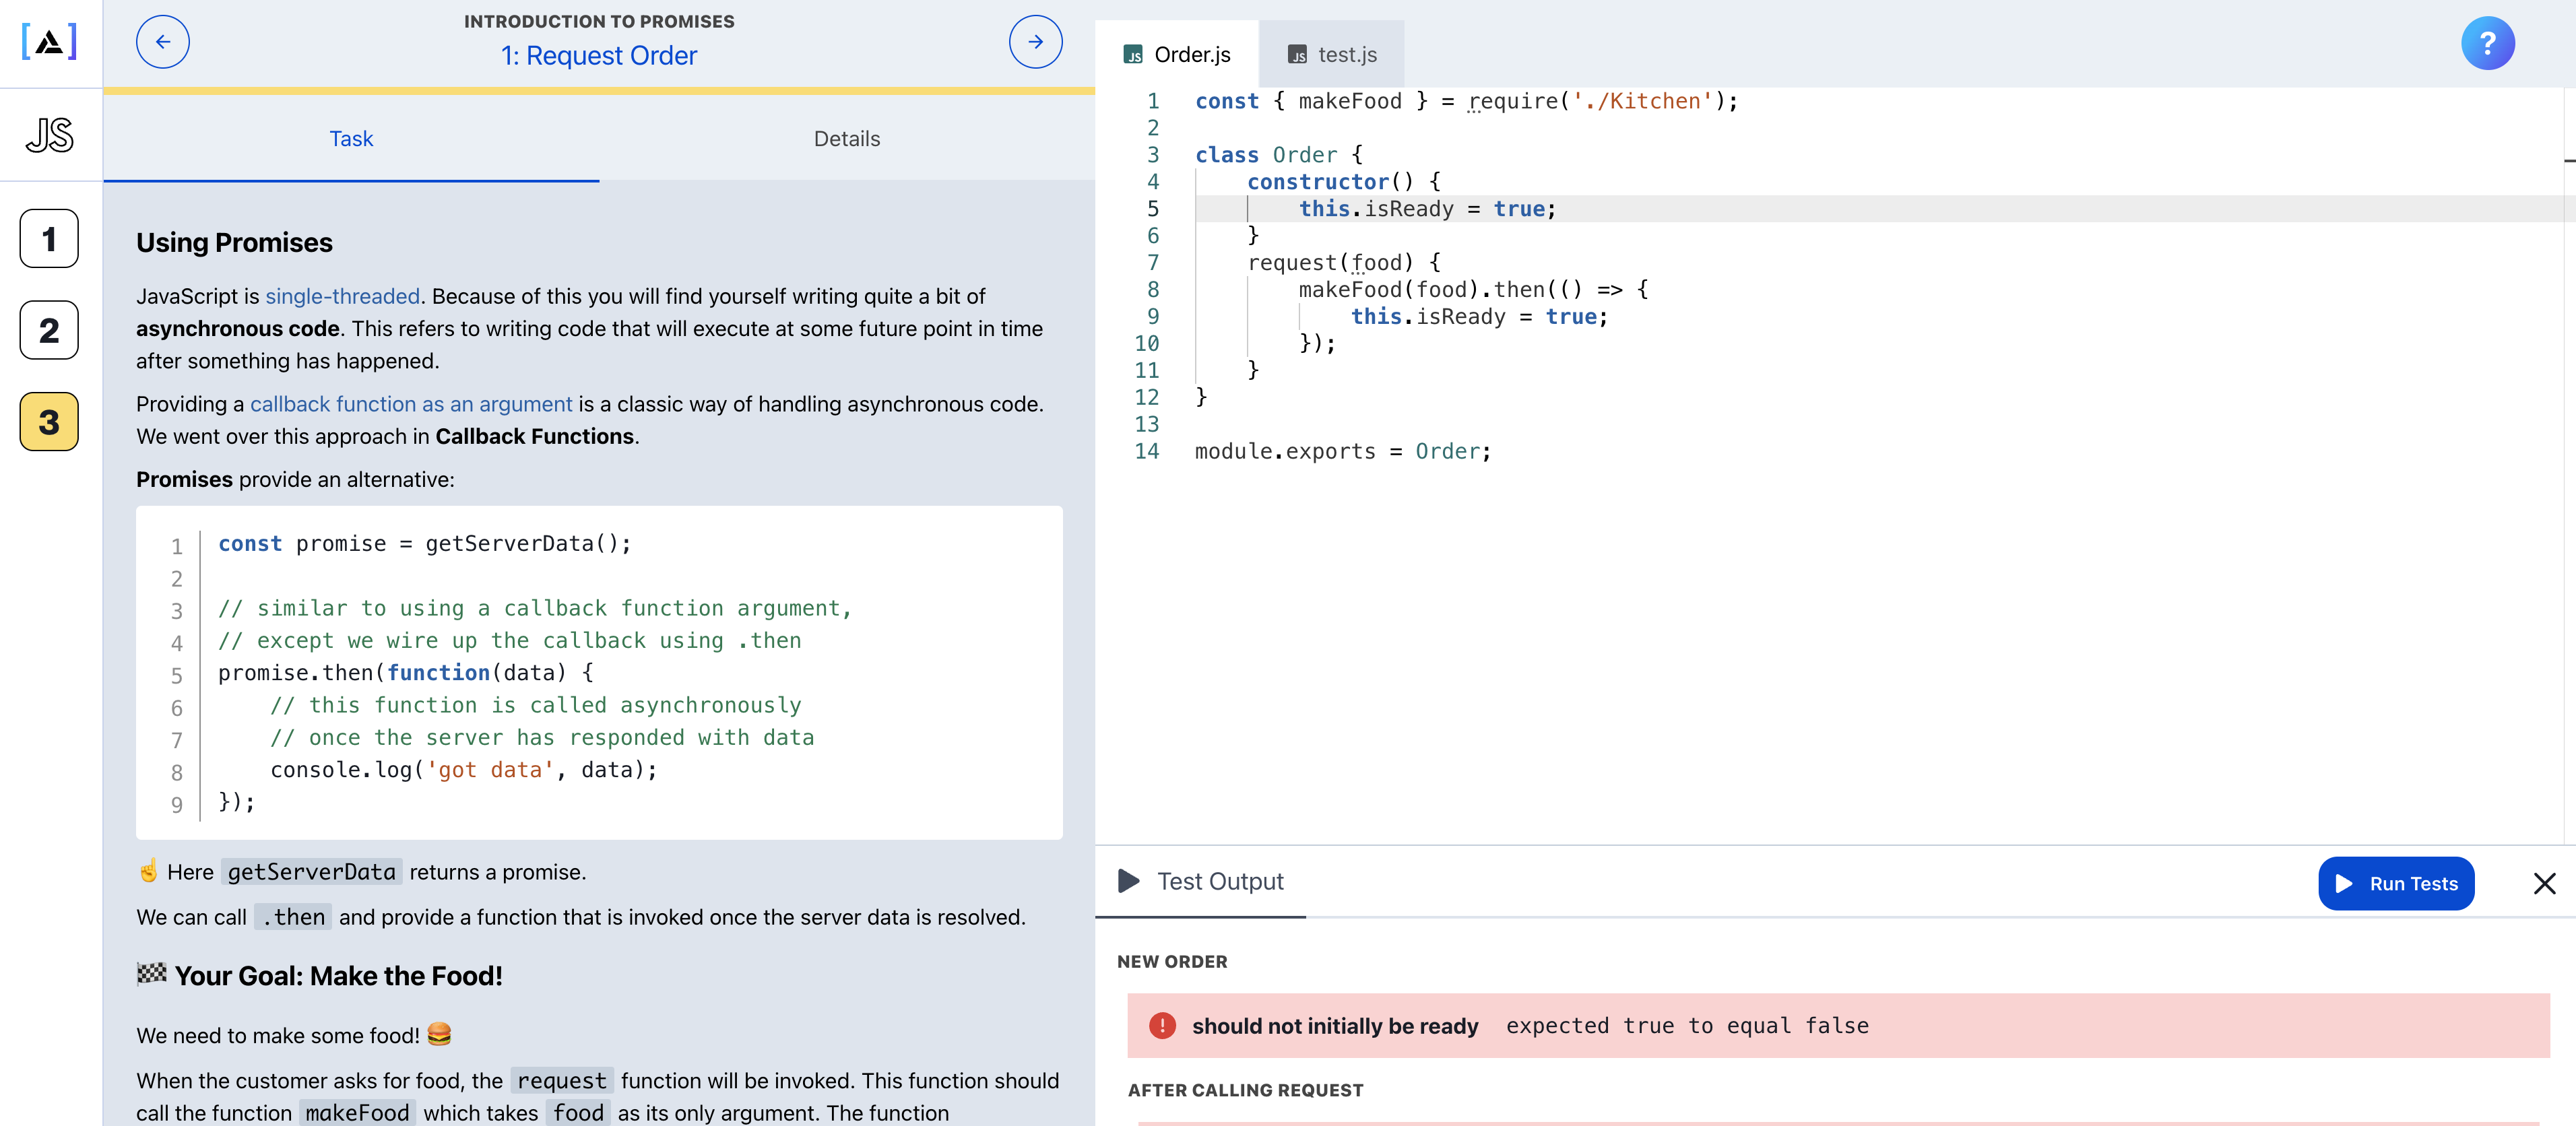 [A]
JS
1
2
3
INTRODUCTION TO PROMISES
1: Request Order
Task
Details
Using Promises
JavaScript is single-threaded. Because of this you will find yourself writing quite a bit of
asynchronous code. This refers to writing code that will execute at some future point in time
after something has happened.
Providing a callback function as an argument is a classic way of handling asynchronous code.
We went over this approach in Callback Functions.
Promises provide an alternative:
1 const promise = getServerData();
2
3 // similar to using a callback function argument,
4 // except we wire up the callback using .then
5 promise.then(function(data) {
6 // this function is called asynchronously
7 // once the server has responded with data
8 console.log('got data', data);
9 });
☝️ Here getServerData returns a promise.
We can call .then and provide a function that is invoked once the server data is resolved.
🏁 Your Goal: Make the Food!
We need to make some food! 🍔
When the customer asks for food, the request function will be invoked. This function should
call the function makeFood which takes food as its only argument. The function
JS Order.js
JS test.js
?
1 const { makeFood } = require('./Kitchen');
2
3 class Order {
4 constructor() {
5 this.isReady = true;
6 }
7 request(food) {
8 makeFood(food).then(() => {
9 this.isReady = true;
10 });
11 }
12 }
13
14 module.exports = Order;
Test Output
Run Tests
NEW ORDER
should not initially be ready expected true to equal false
AFTER CALLING REQUEST